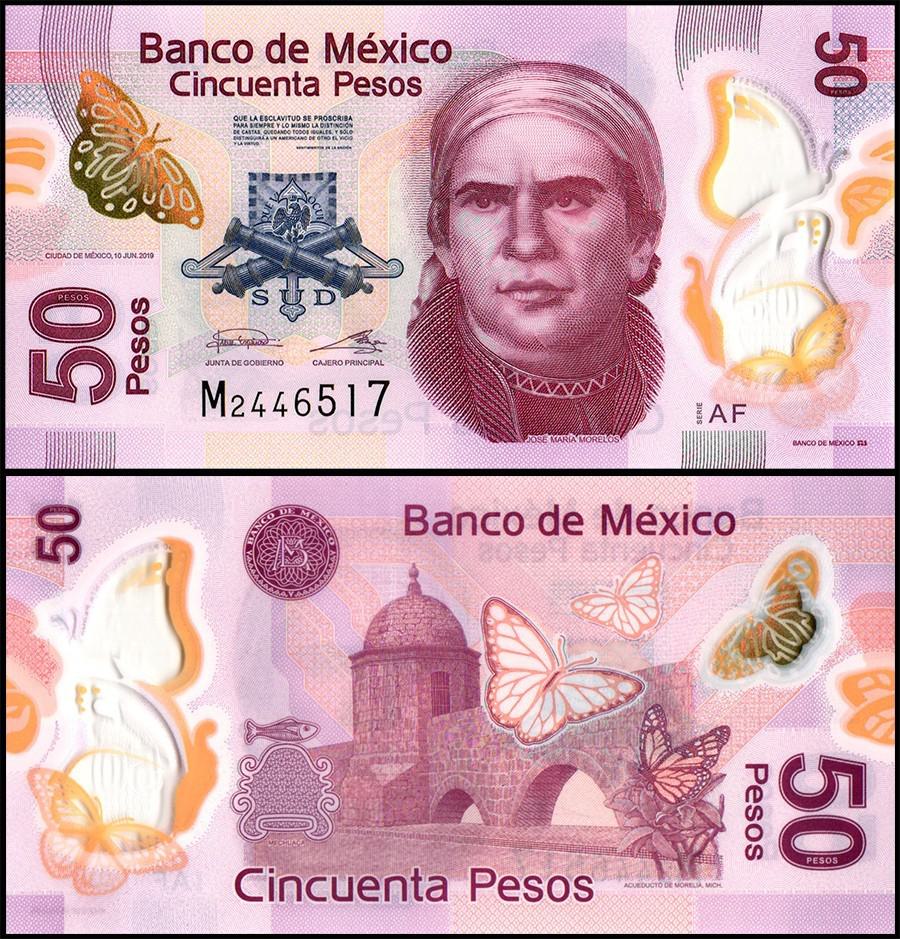 Banco de México
Cincuenta Pesos
50
PESOS
QUE LA ESCLAVITUD SE PROSCRIBA
PARA SIEMPRE Y LO MISMO LA DISTINCIÓN
DE CASTAS, QUEDANDO TODOS IGUALES, Y SÓLO
DISTINGUIRÁ A UN AMERICANO DE OTRO EL VICIO
Y LA VIRTUD.
SENTIMIENTOS DE LA NACIÓN
SUD
CIUDAD DE MÉXICO, 10 JUN. 2019
50
PESOS
Pesos
JUNTA DE GOBIERNO
CAJERO PRINCIPAL
M2446517
JOSÉ MARÍA MORELOS
SERIE
AF
BANCO DE MÉXICO
50
PESOS
BANCO DE MÉXICO
Banco de México
MECHUACA
50
PESOS
Pesos
Cincuenta Pesos
ACUEDUCTO DE MORELIA, MICH.